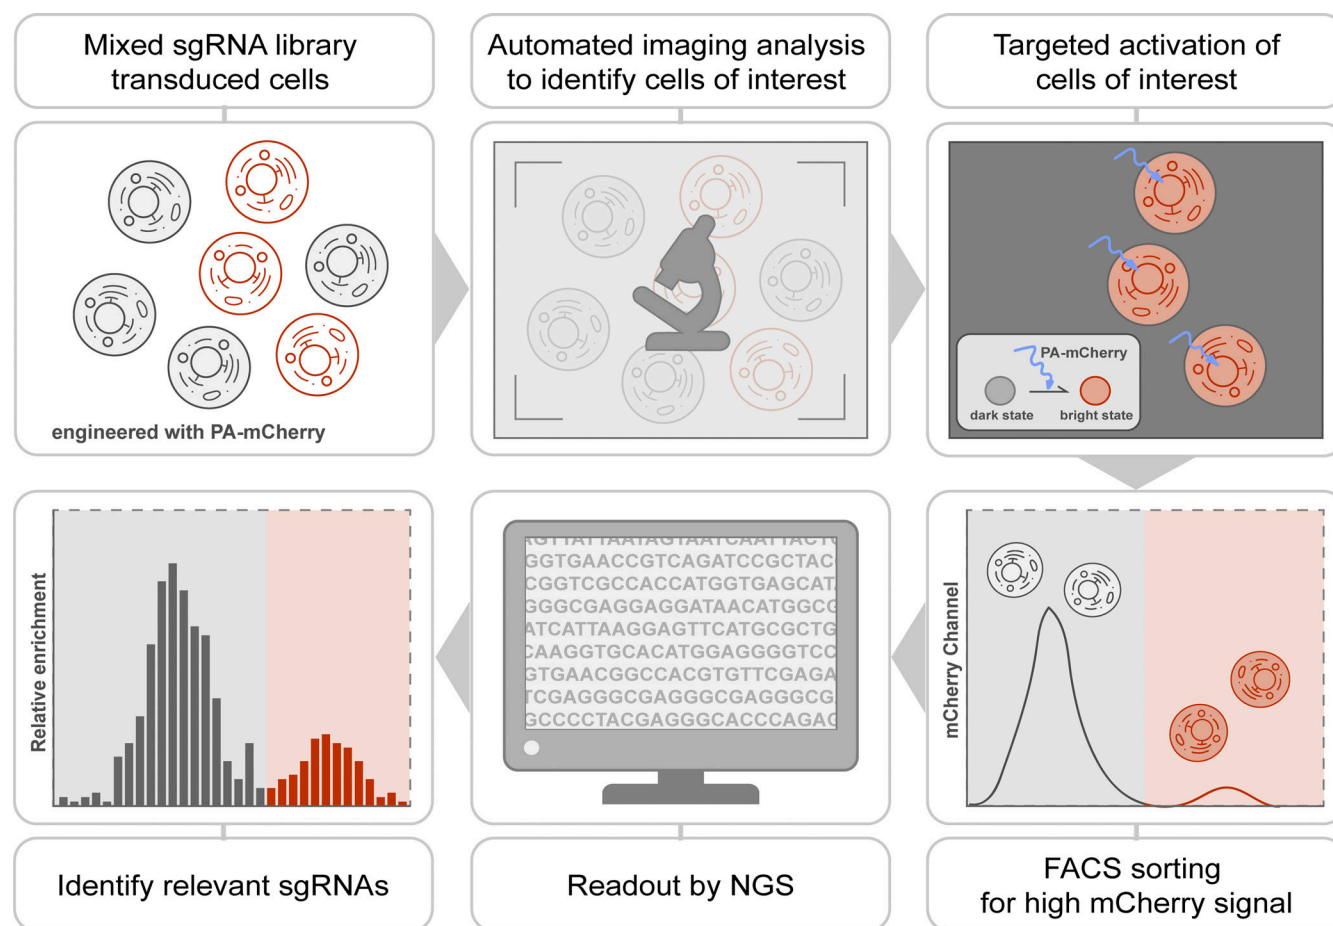 Mixed sgRNA library
transduced cells
Automated imaging analysis
to identify cells of interest
Targeted activation of
cells of interest
engineered with PA-mCherry
PA-mCherry
dark state
bright state
Relative enrichment
GGTGAACCGTCAGATCCGCTAC
CGGTCGCCACCATGGTGAGCAT
GGGCGAGGAGGATAACATGGCG
ATCATTAAGGAGTTCATGCGCTG
CAAGGTGCACATGGAGGGGTCC
GTGAACGGCCACGTGTTCGAGA
TCGAGGGCGAGGGCGAGGGCG
GCCCCTACGAGGGCACCCAGAG
mCherry Channel
Identify relevant sgRNAs
Readout by NGS
FACS sorting
for high mCherry signal